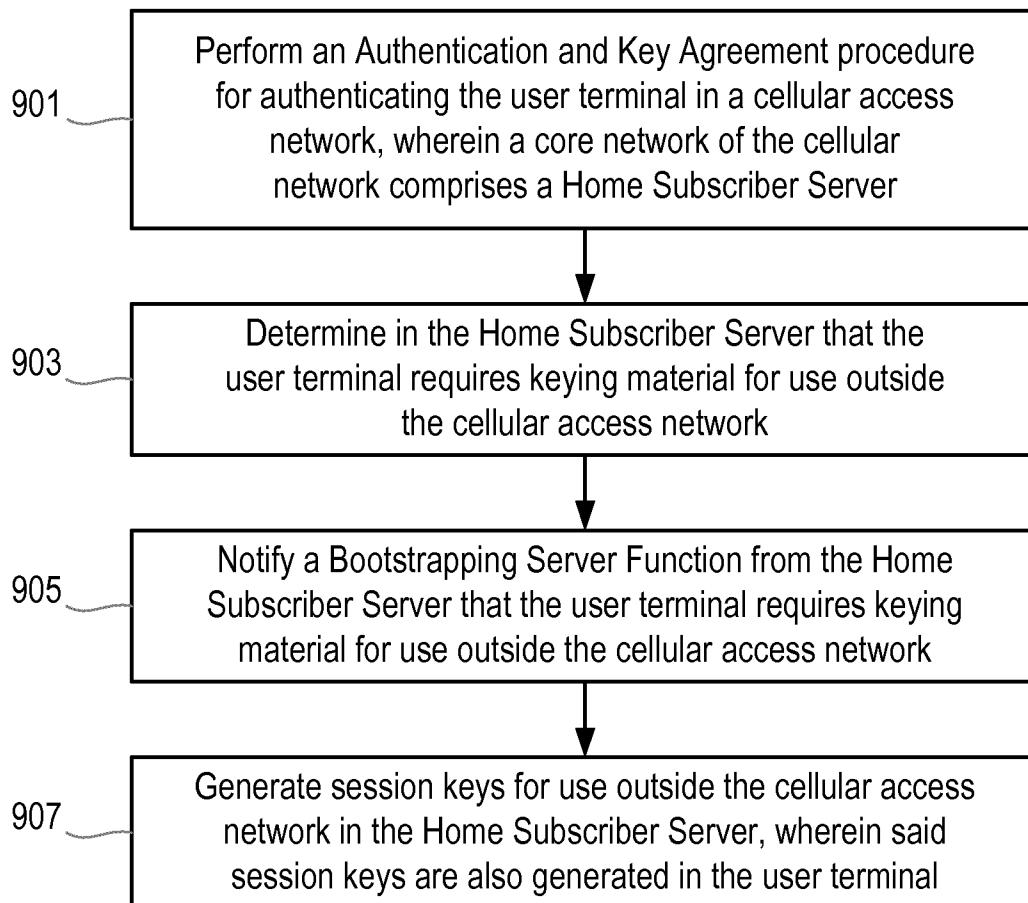 901
Perform an Authentication and Key Agreement procedure
for authenticating the user terminal in a cellular access
network, wherein a core network of the cellular
network comprises a Home Subscriber Server
903
Determine in the Home Subscriber Server that the
user terminal requires keying material for use outside
the cellular access network
905
Notify a Bootstrapping Server Function from the Home
Subscriber Server that the user terminal requires keying
material for use outside the cellular access network
907
Generate session keys for use outside the cellular access
network in the Home Subscriber Server, wherein said
session keys are also generated in the user terminal